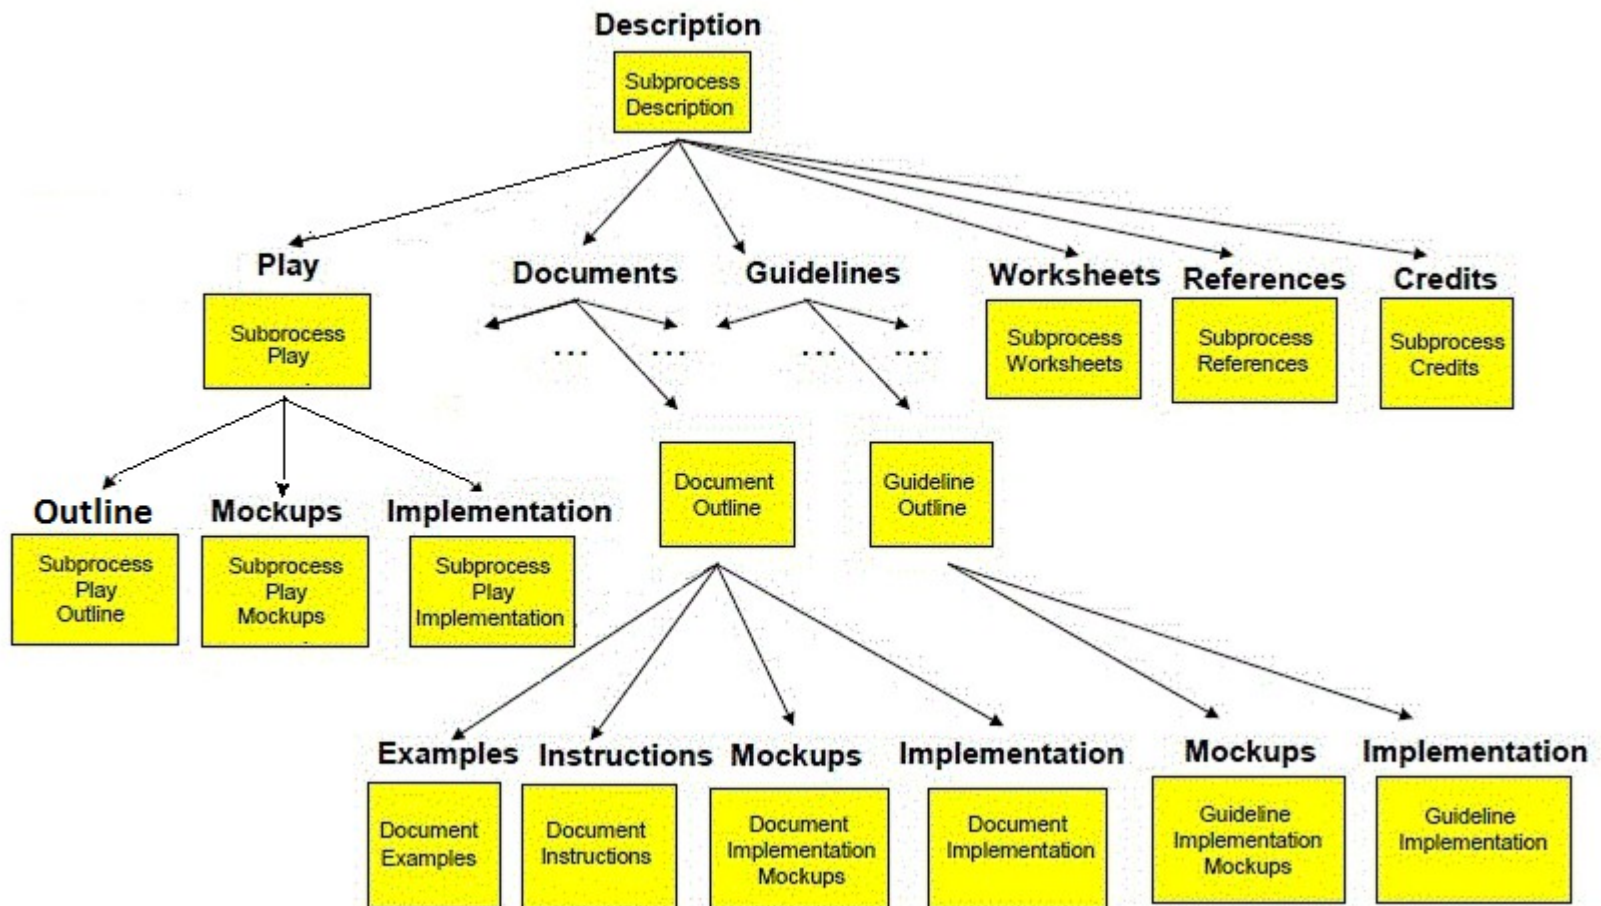 Description
Subprocess
Description
Play
Documents
Guidelines
Worksheets
References
Credits
Subprocess
Play
Subprocess
Worksheets
Subprocess
References
Subprocess
Credits
...
...
...
...
Document
Outline
Guideline
Outline
Outline
Mockups
Implementation
Subprocess
Play
Outline
Subprocess
Play
Mockups
Subprocess
Play
Implementation
Examples
Instructions
Mockups
Implementation
Mockups
Implementation
Document
Examples
Document
Instructions
Document
Implementation
Mockups
Document
Implementation
Guideline
Implementation
Mockups
Guideline
Implementation